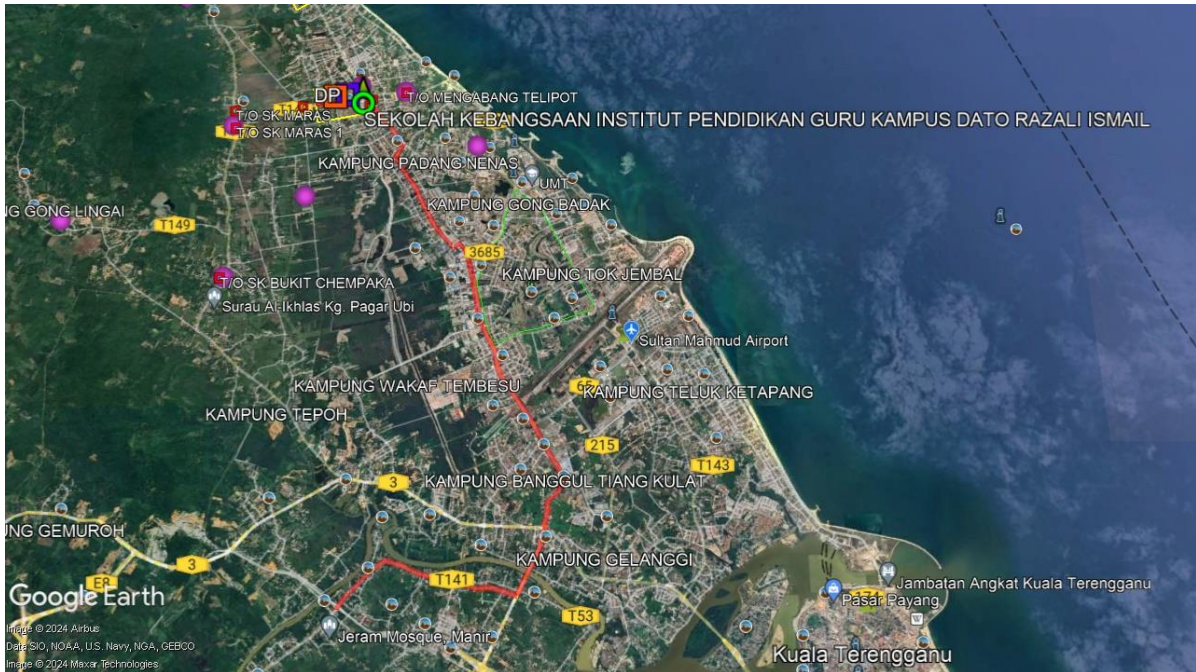 DP
T/O MENGABANG TELIPOT
T/O SK MARAS
SEKOLAH KEBANGSAAN INSTITUT PENDIDIKAN GURU KAMPUS DATO RAZALI ISMAIL
T/O SK MARAS 1
KAMPUNG PADANG NENAS
UMT
KAMPUNG GONG BADAK
NG GONG LINGAI
T149
3685
KAMPUNG TOK JEMBAL
T/O SK BUKIT CHEMPAKA
Surau Al-Ikhlas Kg. Pagar Ubi
Sultan Mahmud Airport
KAMPUNG WAKAF TEMBESU
65
KAMPUNG TELUK KETAPANG
KAMPUNG TEPOH
215
T143
3
KAMPUNG BANGGUL TIANG KULAT
NG GEMUROH
KAMPUNG GELANGGI
3
E8
T141
Jambatan Angkat Kuala Terengganu
Google Earth
Pasar Payang
T53
Image © 2024 Airbus
Jeram Mosque, Manir
Data SIO, NOAA, U.S. Navy, NGA, GEBCO
Kuala Terengganu
Image © 2024 Maxar Technologies